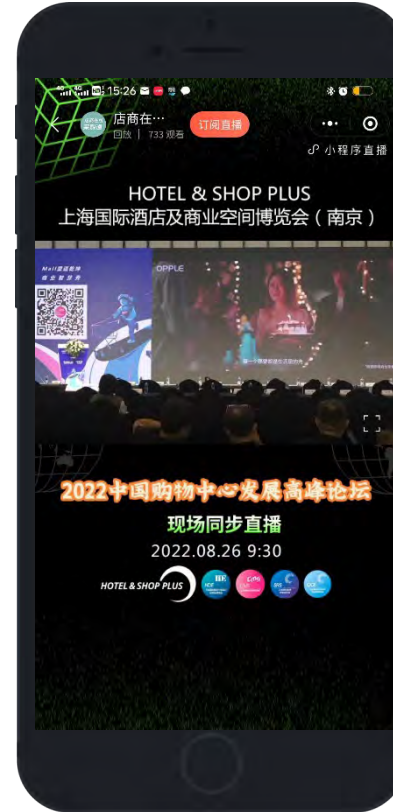 15:26
店商在…
回放 | 733 观看
订阅直播
小程序直播
HOTEL & SHOP PLUS
上海国际酒店及商业空间博览会（南京）
OPPLE
2022中国购物中心发展高峰论坛
现场同步直播
2022.08.26 9:30
HOTEL & SHOP PLUS